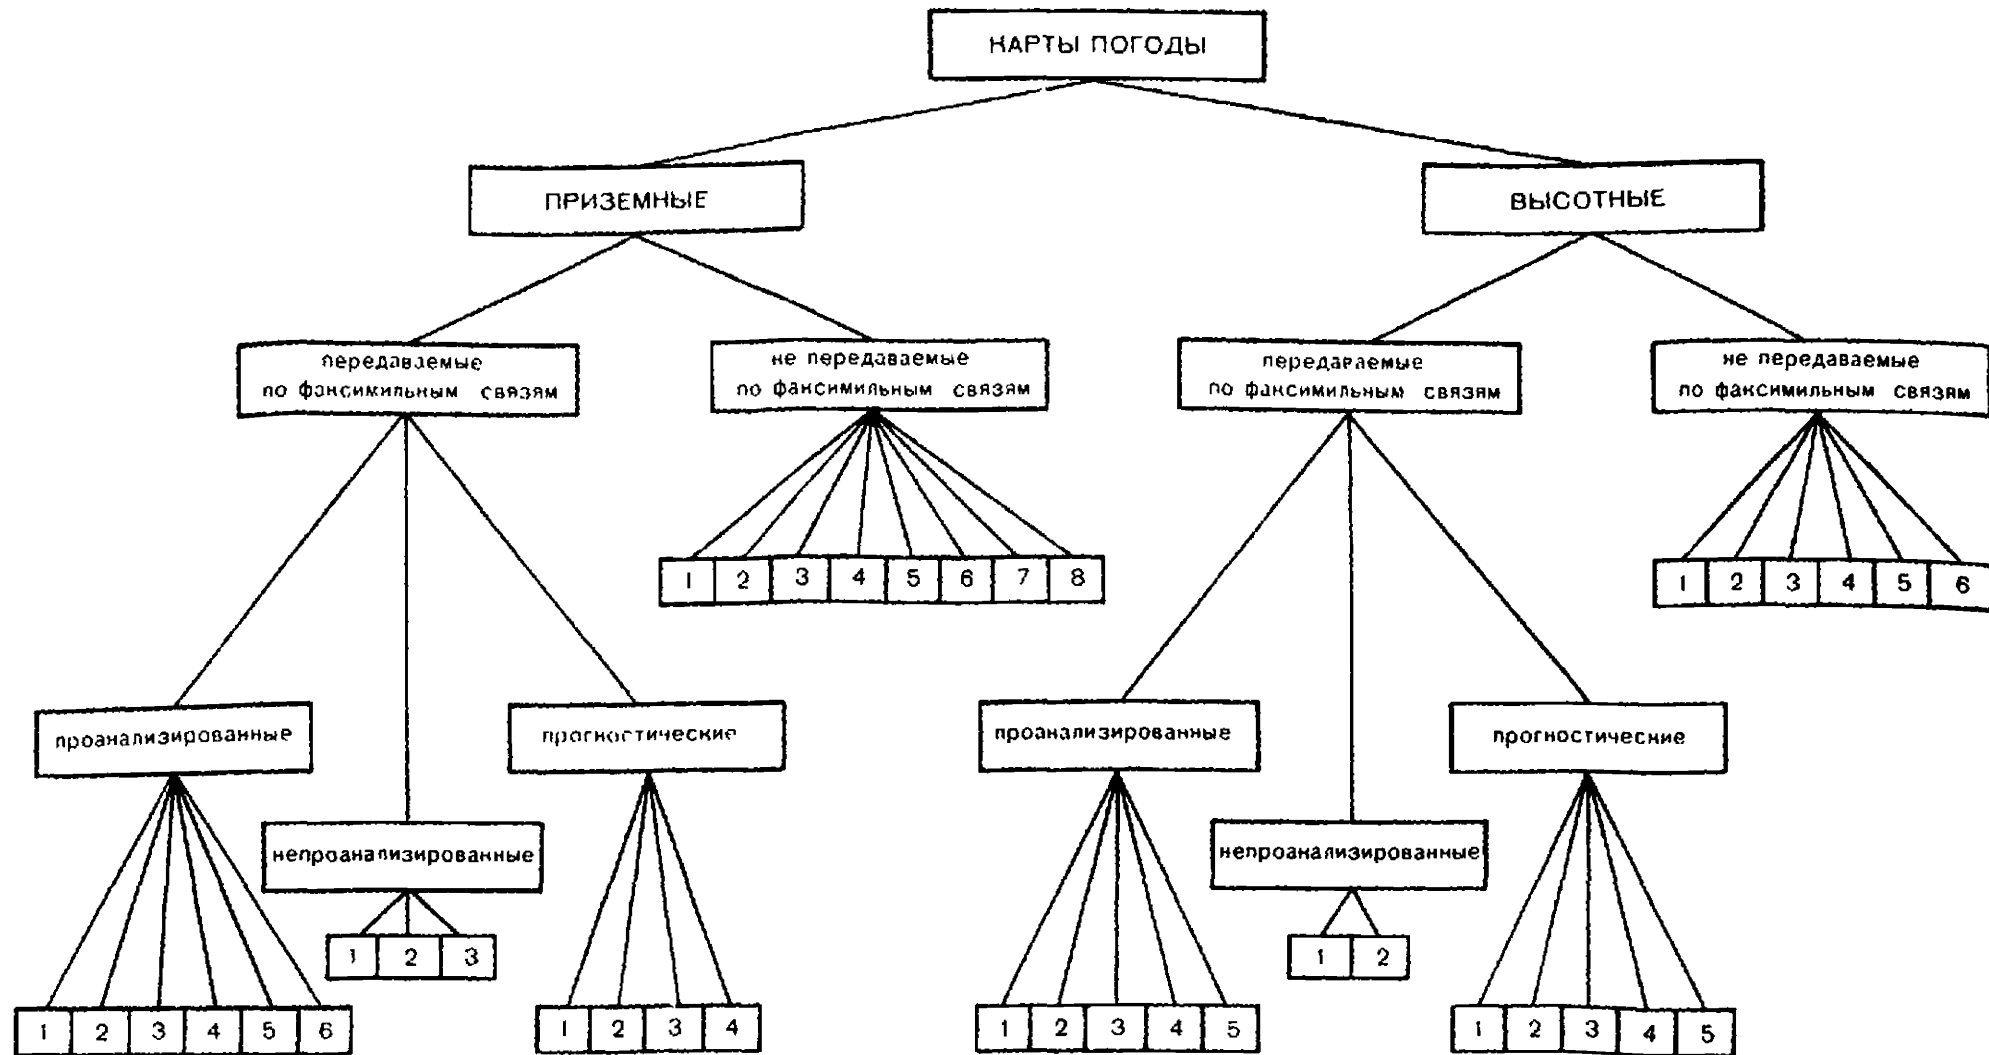 КАРТЫ ПОГОДЫ
ПРИЗЕМНЫЕ
ВЫСОТНЫЕ
передаваемые
по факсимильным связям
не передаваемые
по факсимильным связям
передаваемые
по факсимильным связям
не передаваемые
по факсимильным связям
1 2 3 4 5 6 7 8
1 2 3 4 5 6
проанализированные
прогностические
проанализированные
прогностические
непроанализированные
непроанализированные
1 2 3
1 2
1 2 3 4 5 6
1 2 3 4
1 2 3 4 5
1 2 3 4 5